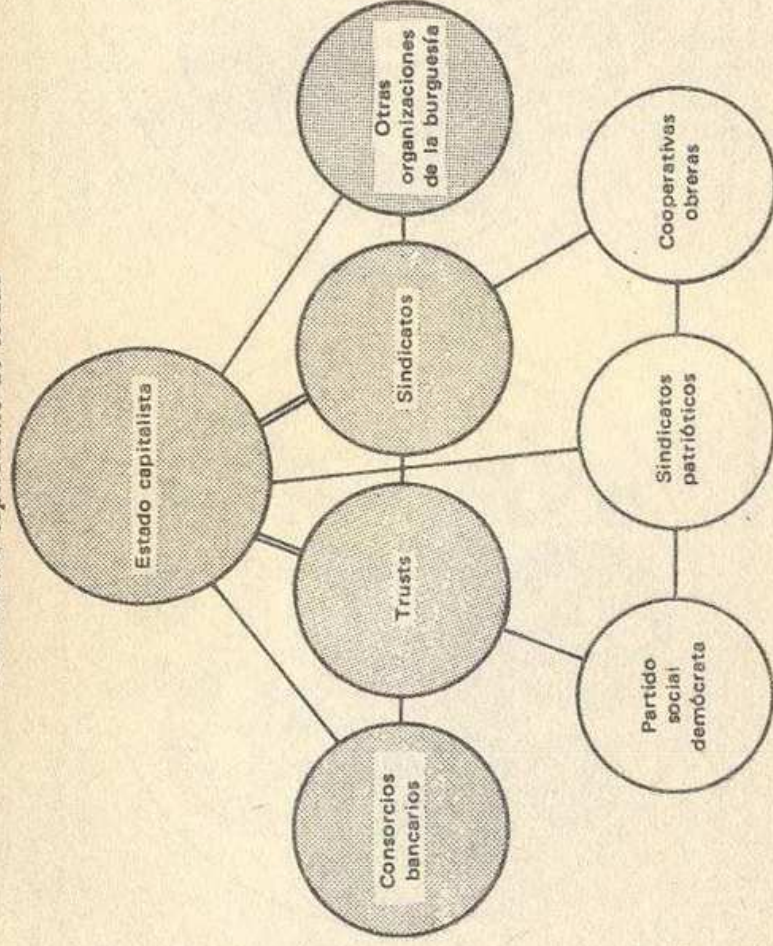 Estado capitalista
Consorcios
bancarios
Trusts
Sindicatos
Otras
organizaciones
de la burguesía
Partido
social
demócrata
Sindicatos
patrióticos
Cooperativas
obreras